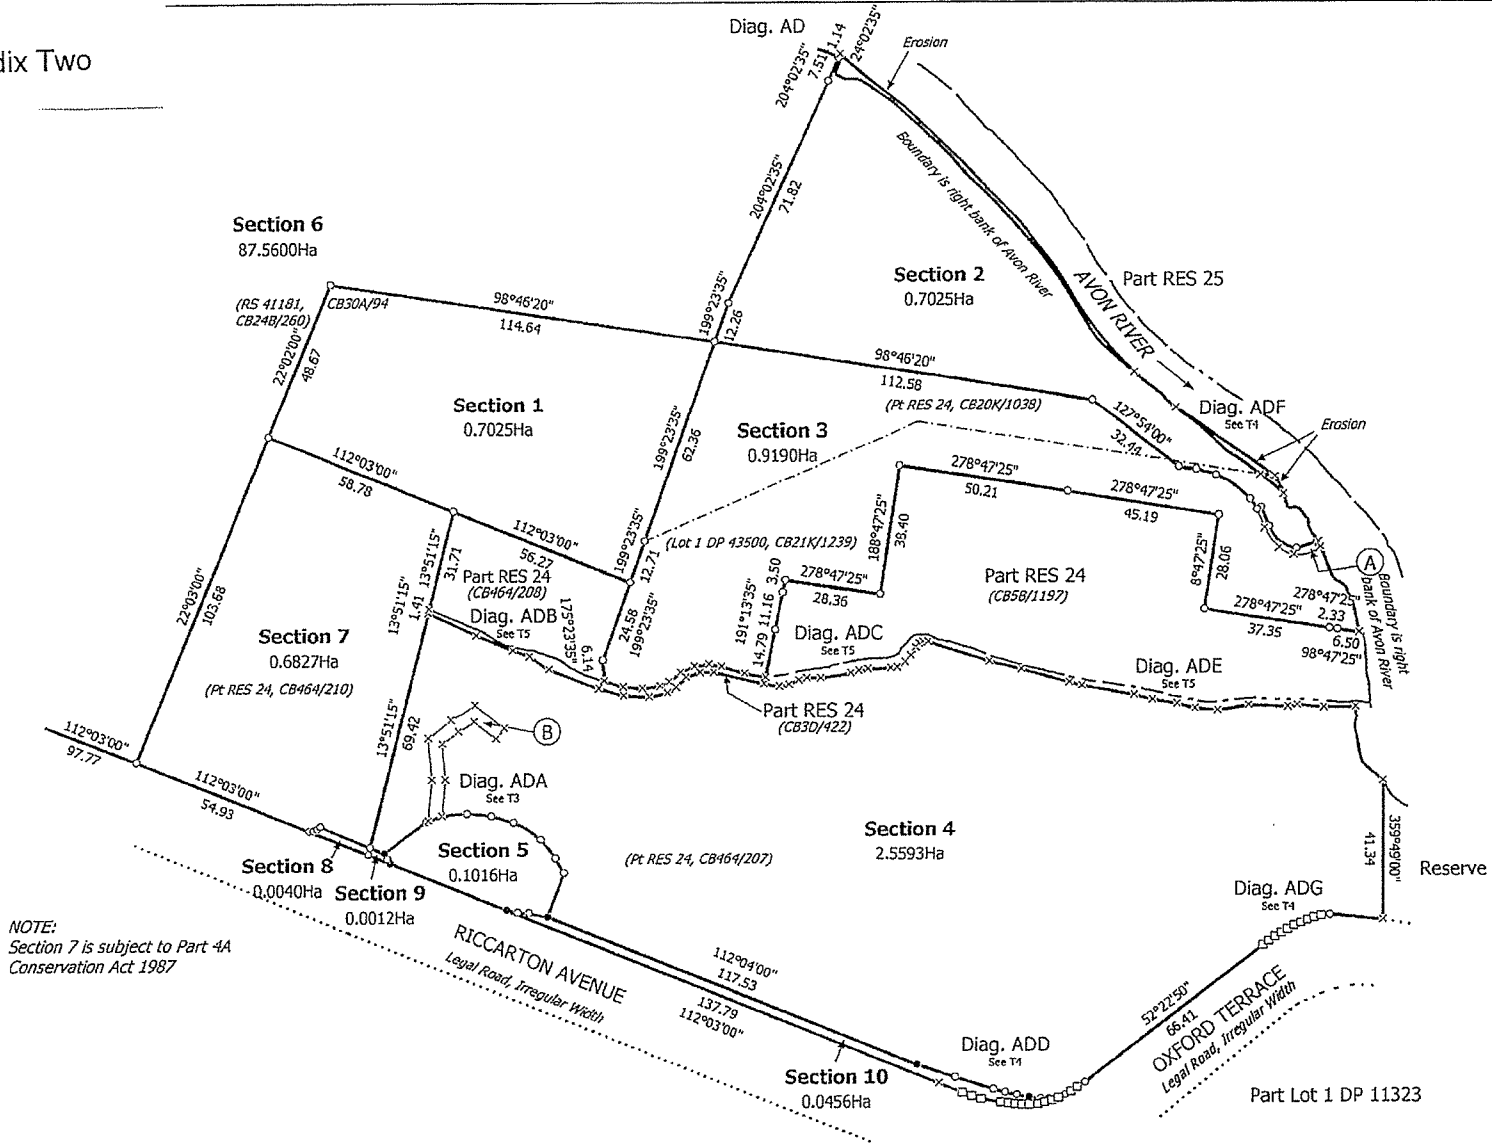 dix Two
Diag. AD
1.14
24°02'35"
7.51
204°02'35"
Erosion
204°02'35"
71.82
Boundary is right bank of Avon River
Section 6
87.5600Ha
(RS 41181,
CB24B/260)
CB30A/94
98°46'20"
114.64
199°23'35"
12.26
Section 2
0.7025Ha
AVON RIVER
Part RES 25
22°02'00"
48.67
Section 1
0.7025Ha
98°46'20"
112.58
(Pt RES 24, CB20K/1038)
127°54'00"
32.44
Diag. ADF
See T4
Erosion
199°23'35"
62.36
Section 3
0.9190Ha
112°03'00"
58.78
278°47'25"
50.21
278°47'25"
45.19
188°47'25"
38.40
112°03'00"
56.27
199°23'35"
12.71
(Lot 1 DP 43500, CB21K/1239)
13°51'15"
31.71
Part RES 24
(CB464/208)
Diag. ADB
See T5
175°23'35"
6.14
24.58
199°23'35"
3.50
11.16
14.79
191°13'35"
278°47'25"
28.36
Part RES 24
(CB5B/1197)
8°47'25"
28.06
A
278°47'25"
2.33
278°47'25"
37.35
6.50
98°47'25"
Boundary is right
bank of Avon River
13°51'15"
1.41
22°03'00"
103.68
Section 7
0.6827Ha
(Pt RES 24, CB464/210)
Diag. ADC
See T5
Diag. ADE
See T5
Part RES 24
(CB3D/422)
13°51'15"
69.42
B
112°03'00"
97.77
112°03'00"
54.93
Diag. ADA
See T3
Section 4
2.5593Ha
(Pt RES 24, CB464/207)
359°49'00"
41.34
Reserve
Section 5
0.1016Ha
Section 8
0.0040Ha
Section 9
0.0012Ha
Diag. ADG
See T4
NOTE:
Section 7 is subject to Part 4A
Conservation Act 1987
RICCARTON AVENUE
Legal Road, Irregular Width
112°04'00"
117.53
137.79
112°03'00"
52°22'50"
66.41
OXFORD TERRACE
Legal Road, Irregular Width
Diag. ADD
See T4
Section 10
0.0456Ha
Part Lot 1 DP 11323